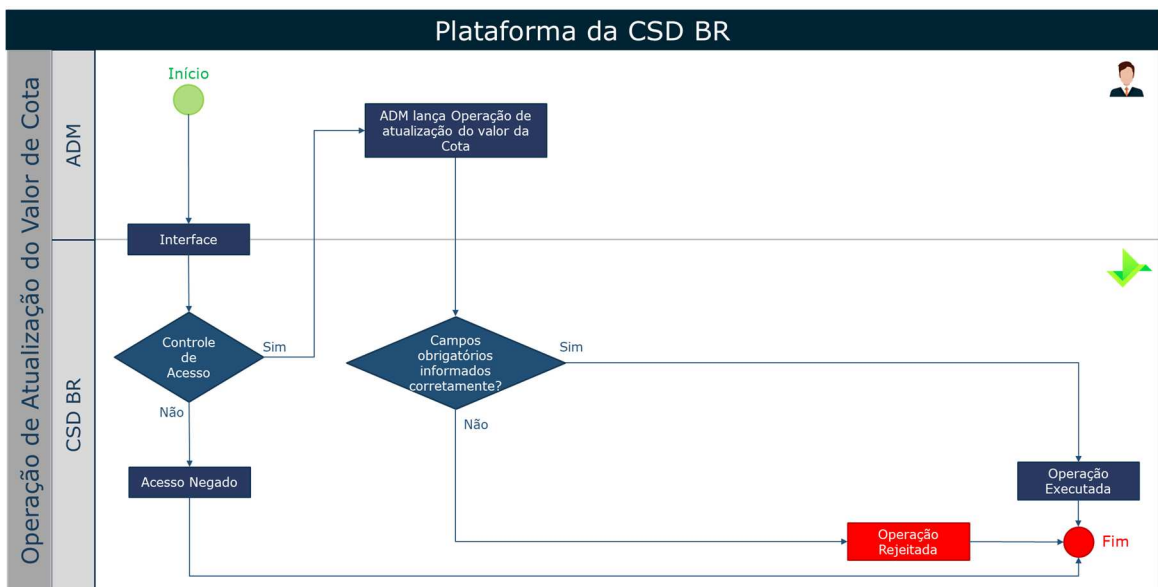 Plataforma da CSD BR
Operação de Atualização do Valor de Cota
ADM
Início
ADM lança Operação de
atualização do valor da
Cota
Interface
CSD BR
Controle
de
Acesso
Sim
Campos
obrigatórios
informados
corretamente?
Sim
Não
Não
Acesso Negado
Operação
Executada
Operação
Rejeitada
Fim